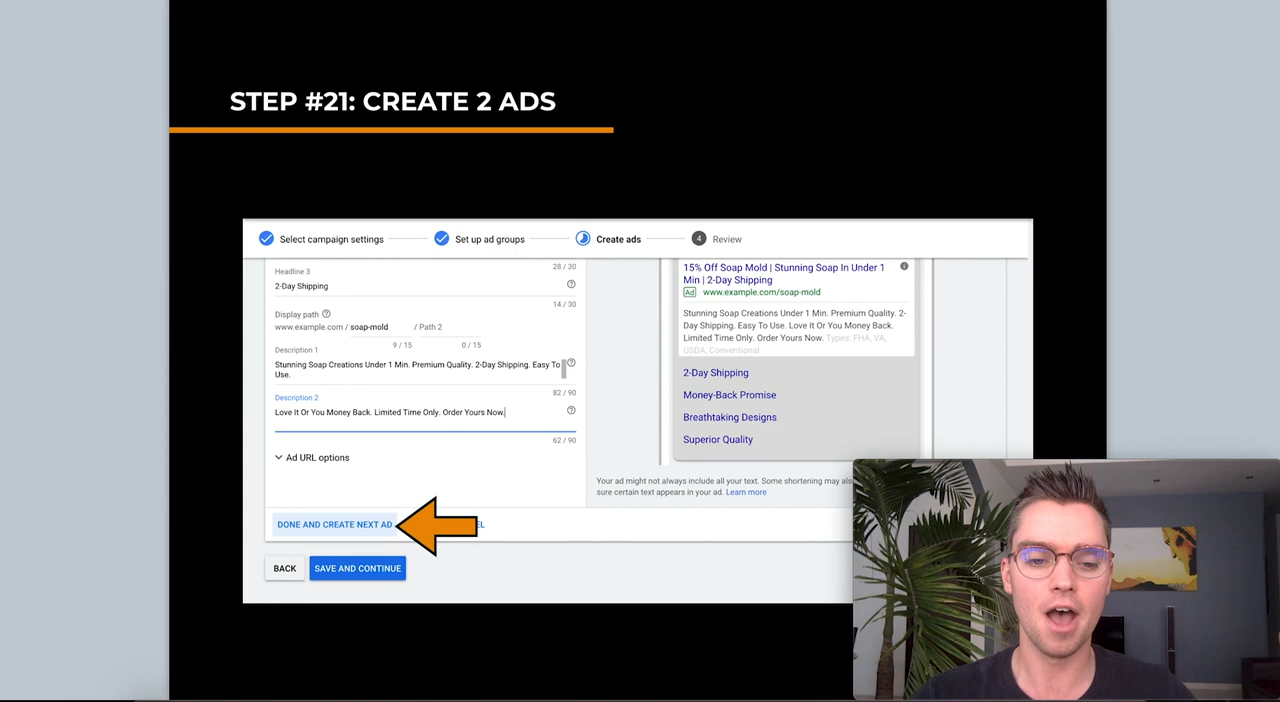 STEP #21: CREATE 2 ADS
Select campaign settings
Set up ad groups
Create ads
4
Review
28 / 30
Headline 3
2-Day Shipping
14 / 30
Display path
www.example.com / soap-mold / Path 2
9 / 15
0 / 15
Description 1
Stunning Soap Creations Under 1 Min. Premium Quality. 2-Day Shipping. Easy To
Use.
82 / 90
Description 2
Love It Or You Money Back. Limited Time Only. Order Yours Now.
62 / 90
Ad URL options
DONE AND CREATE NEXT AD
BACK
SAVE AND CONTINUE
15% Off Soap Mold | Stunning Soap In Under 1
Min | 2-Day Shipping
Ad www.example.com/soap-mold
Stunning Soap Creations Under 1 Min. Premium Quality. 2-
Day Shipping. Easy To Use. Love It Or You Money Back.
Limited Time Only. Order Yours Now. Types: FHA, VA,
USDA, Conventional
2-Day Shipping
Money-Back Promise
Breathtaking Designs
Superior Quality
Your ad might not always include all your text. Some shortening may
sure certain text appears in your ad. Learn more